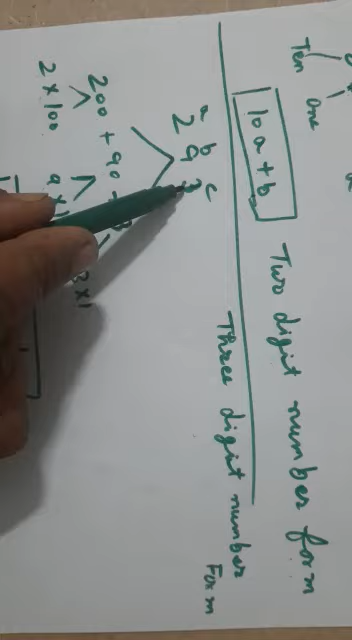 Ten One
10a + b
Two digit number form
Three digit number Form
a b c
2 9 3
200 + 90 +
2 × 100 9 × 3 × 1